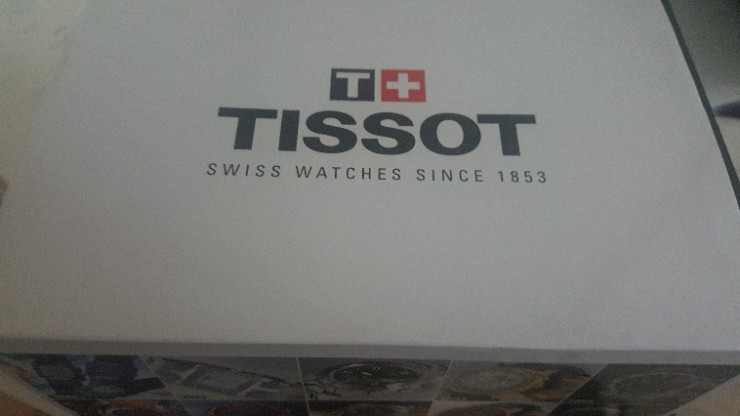 T+
TISSOT
SWISS WATCHES SINCE 1853